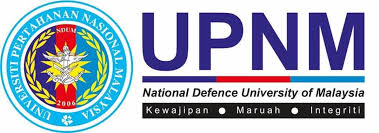 UNIVERSITI PERTAHANAN NASIONAL MALAYSIA
NDUM
2006
UPNM
National Defence University of Malaysia
Kewajipan ● Maruah ● Integriti